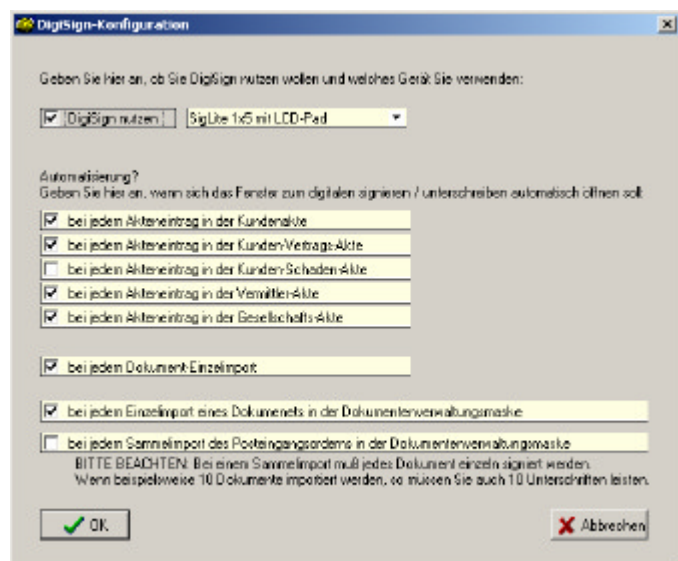 DigiSign-Konfiguration
Geben Sie hier an, ob Sie DigiSign nutzen wollen und welches Gerät Sie verwenden:
DigiSign nutzen SigLite 1x5 mit LCD-Pad
Automatisierung?
Geben Sie hier an, wann sich das Fenster zum digitalen signieren / unterschreiben automatisch öffnen soll:
bei jedem Akteneintrag in der Kundenakte
bei jedem Akteneintrag in der Kunden-Vertrags-Akte
bei jedem Akteneintrag in der Kunden-Schaden-Akte
bei jedem Akteneintrag in der Vermittler-Akte
bei jedem Akteneintrag in der Gesellschafts-Akte
bei jedem Dokument-Einzelimport
bei jedem Einzelimport eines Dokumenets in der Dokumentenverwaltungsmaske
bei jedem Sammelimport des Posteingangsorderns in der Dokumentenverwaltungsmaske
BITTE BEACHTEN: Bei einem Sammelimport muß jedes Dokument einzeln signiert werden.
Wenn beispielsweise 10 Dokumente importiert werden, so müssen Sie auch 10 Unterschriften leisten.
OK Abbrechen